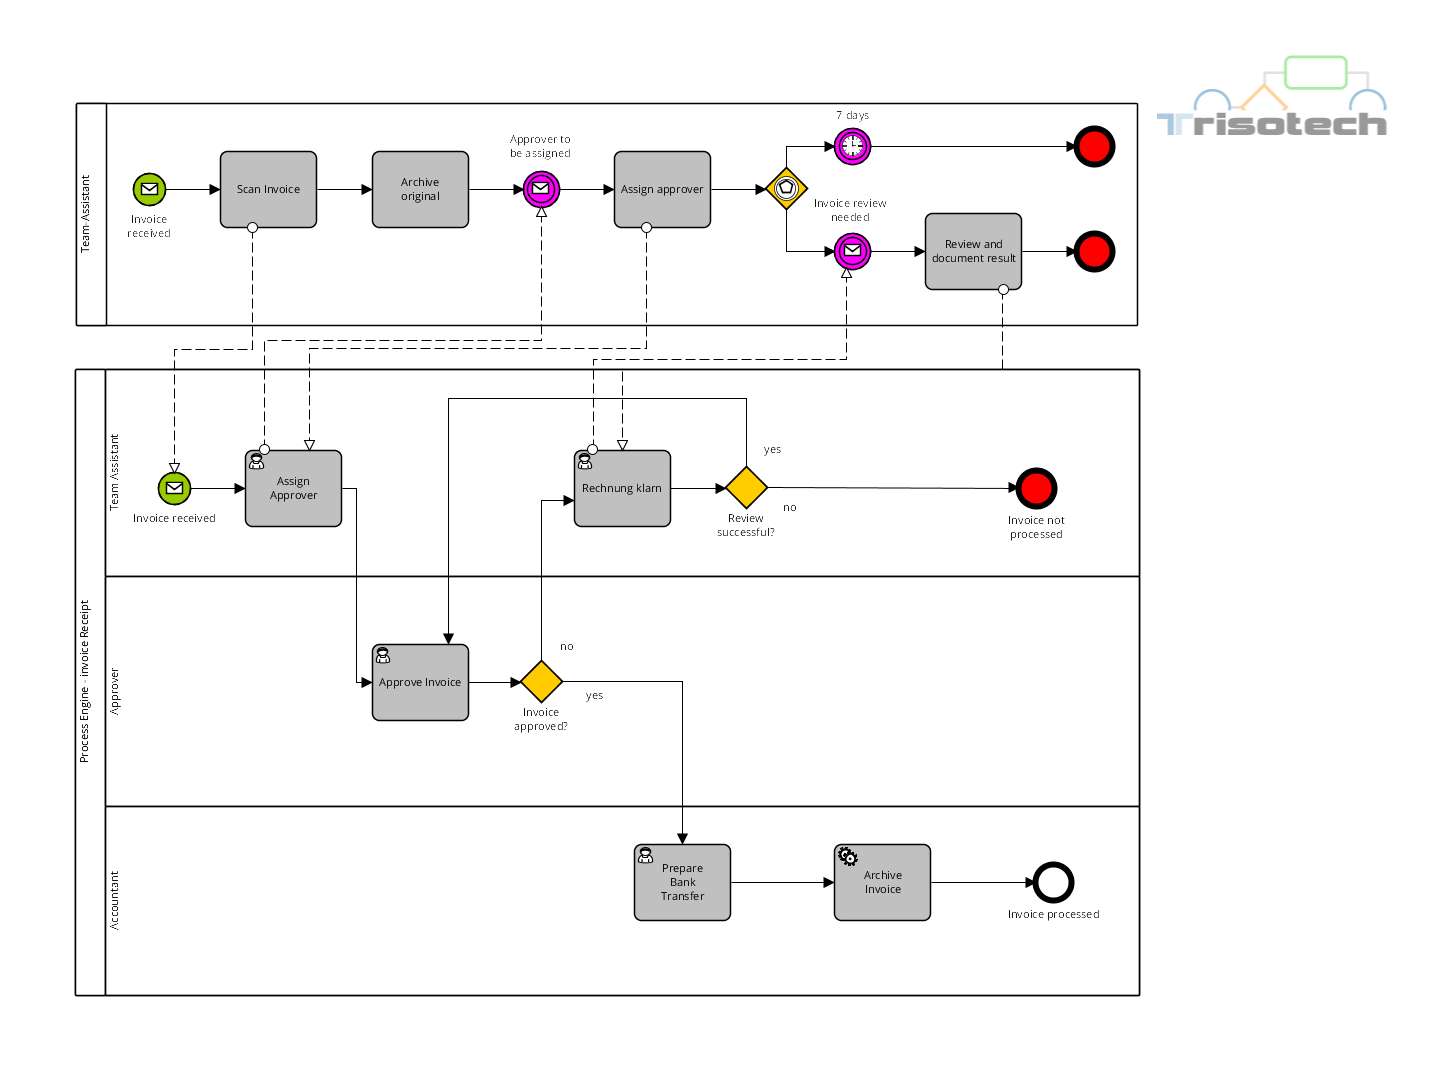 Trisotech
Team-Assistant
Invoice
received
Scan Invoice
Archive
original
Approver to
be assigned
Assign approver
7 days
Invoice review
needed
Review and
document result
Process Engine - invoice Receipt
Team Assistant
Invoice received
Assign
Approver
Rechnung klarn
yes
no
Review
successful?
Invoice not
processed
Approver
Approve Invoice
no
yes
Invoice
approved?
Accountant
Prepare
Bank
Transfer
Archive
Invoice
Invoice processed